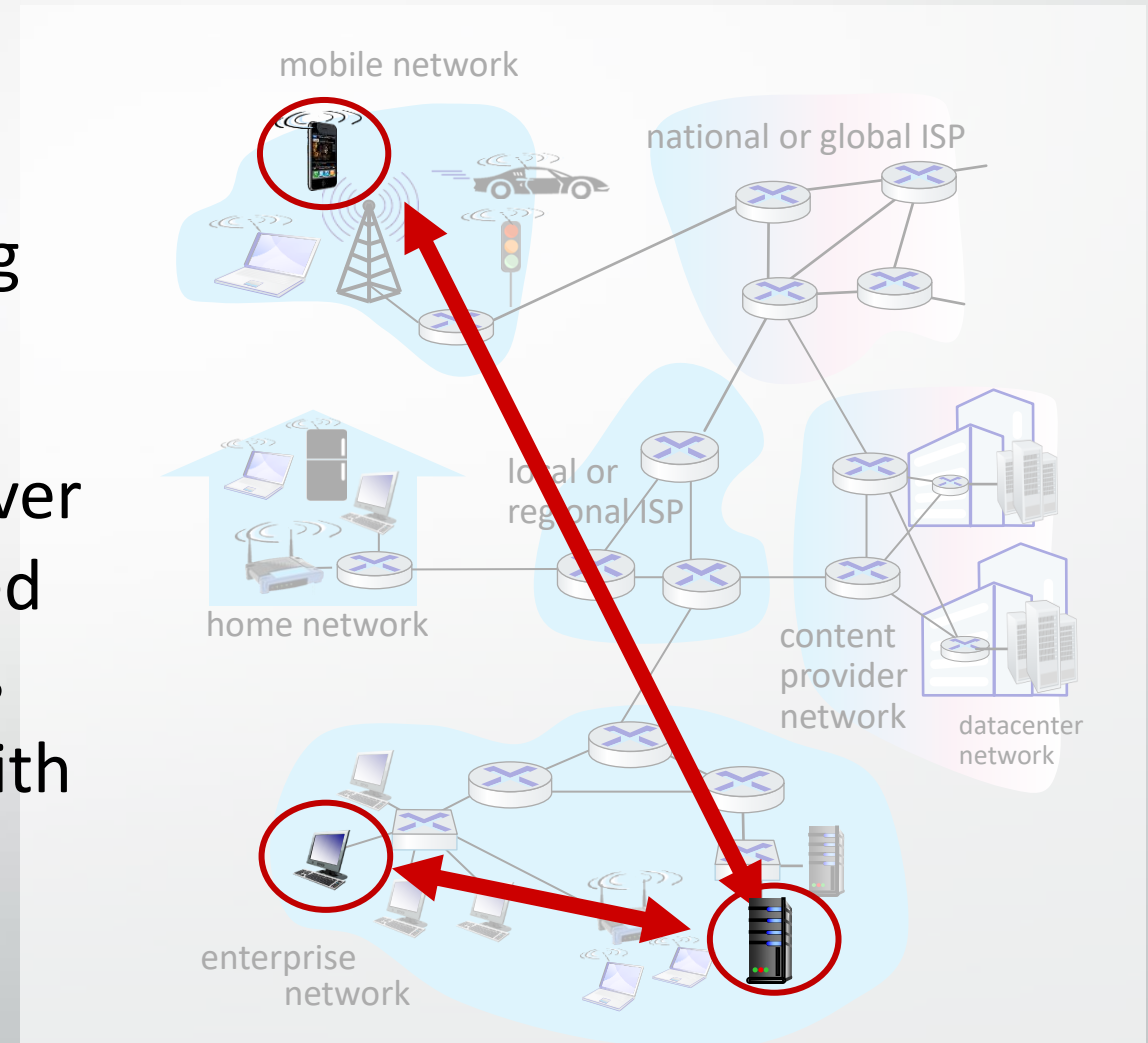 g
ver
ed
ith
mobile network
national or global ISP
local or
regional ISP
home network
content
provider
network
datacenter
network
enterprise
network